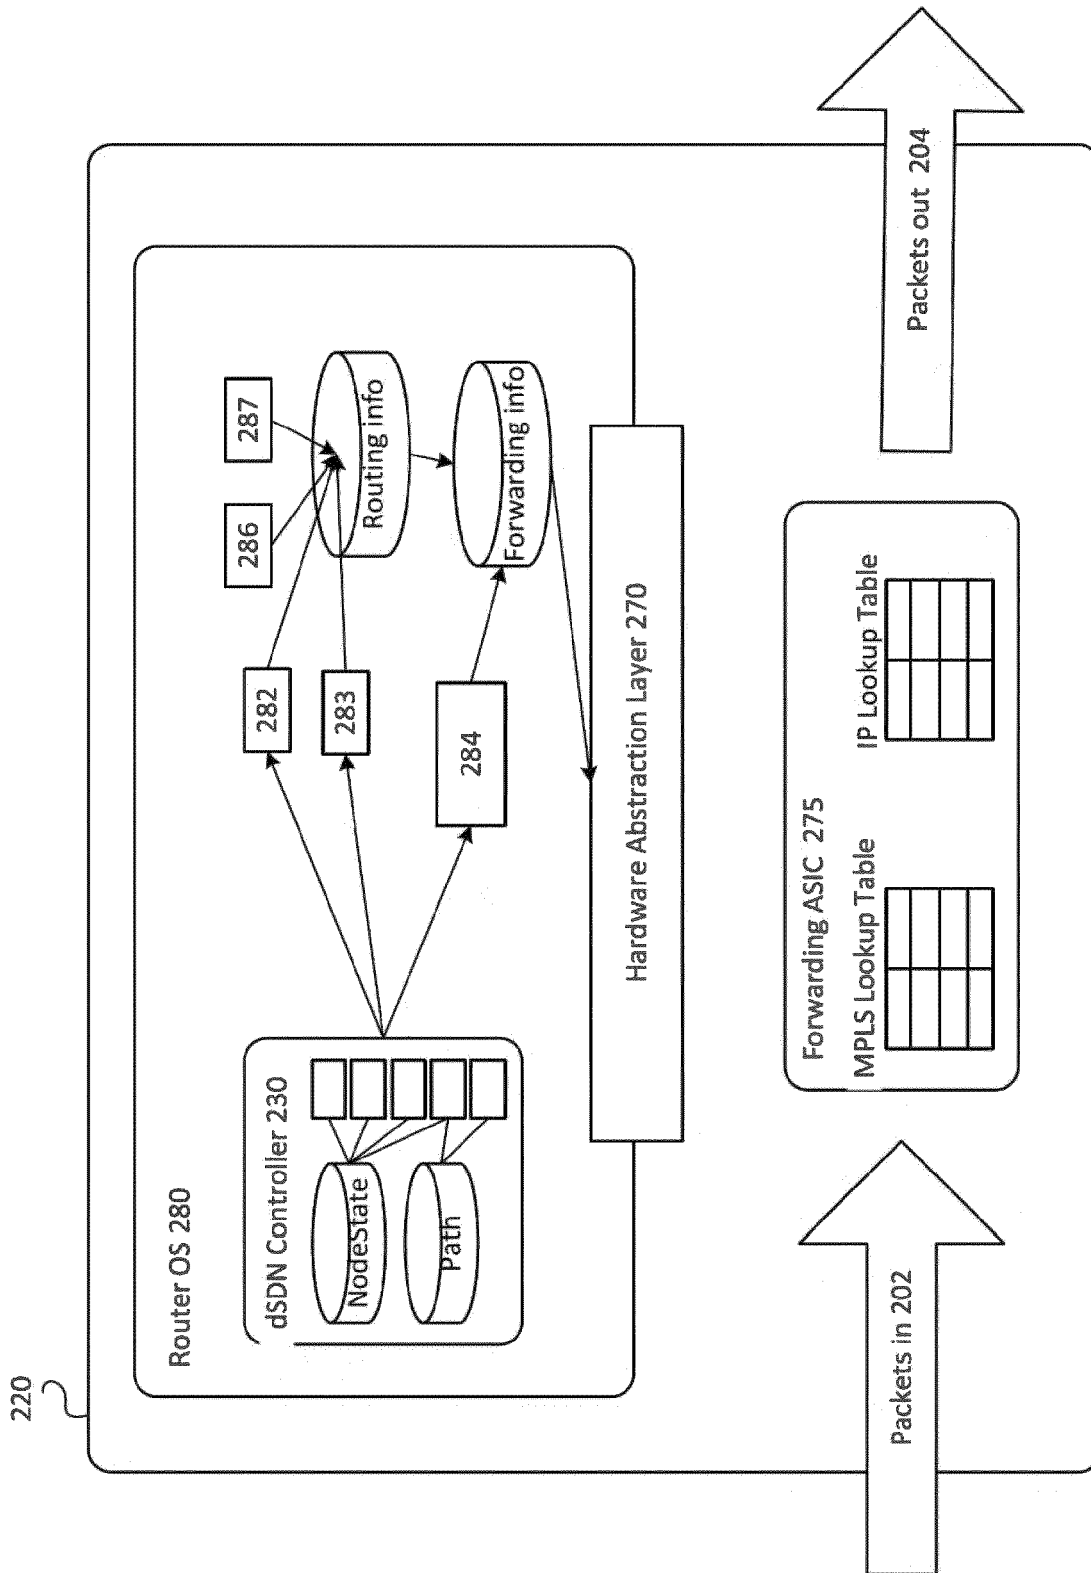 220
Router OS 280
dSDN Controller 230
NodeState
Path
282
283
284
286
287
Routing info
Forwarding info
Hardware Abstraction Layer 270
Forwarding ASIC 275
MPLS Lookup Table
IP Lookup Table
Packets in 202
Packets out 204